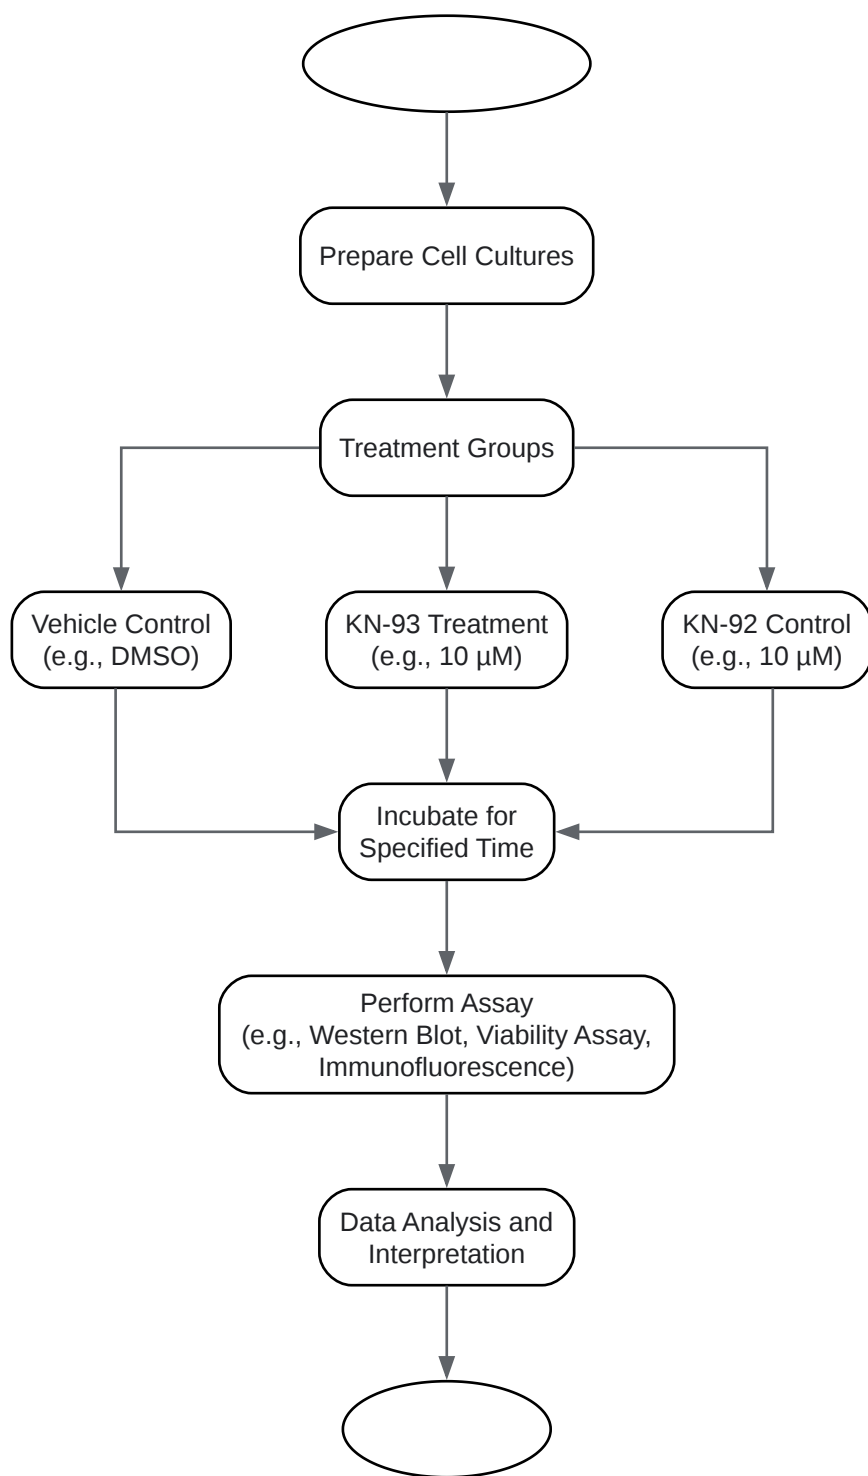 Prepare Cell Cultures
Treatment Groups
Vehicle Control
(e.g., DMSO)
KN-93 Treatment
(e.g., 10 µM)
KN-92 Control
(e.g., 10 µM)
Incubate for
Specified Time
Perform Assay
(e.g., Western Blot, Viability Assay,
Immunofluorescence)
Data Analysis and
Interpretation